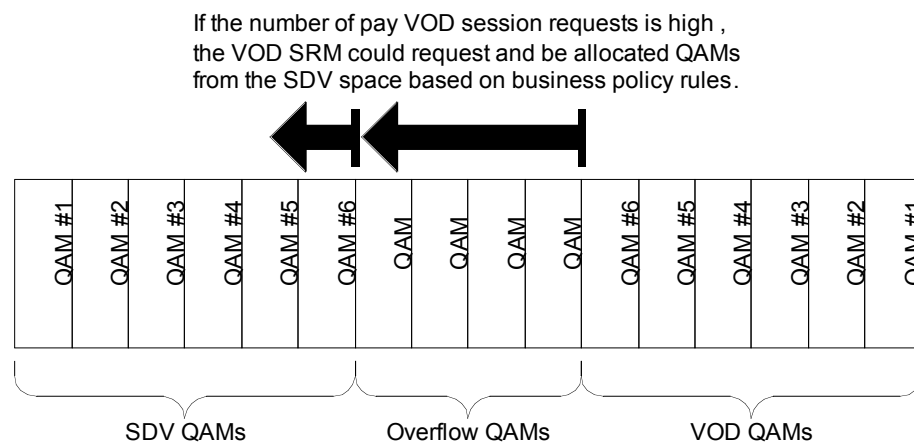 If the number of pay VOD session requests is high ,
the VOD SRM could request and be allocated QAMs
from the SDV space based on business policy rules.
QAM #1
QAM #2
QAM #3
QAM #4
QAM #5
QAM #6
QAM
QAM
QAM
QAM
QAM #6
QAM #5
QAM #4
QAM #3
QAM #2
QAM #1
SDV QAMs
Overflow QAMs
VOD QAMs